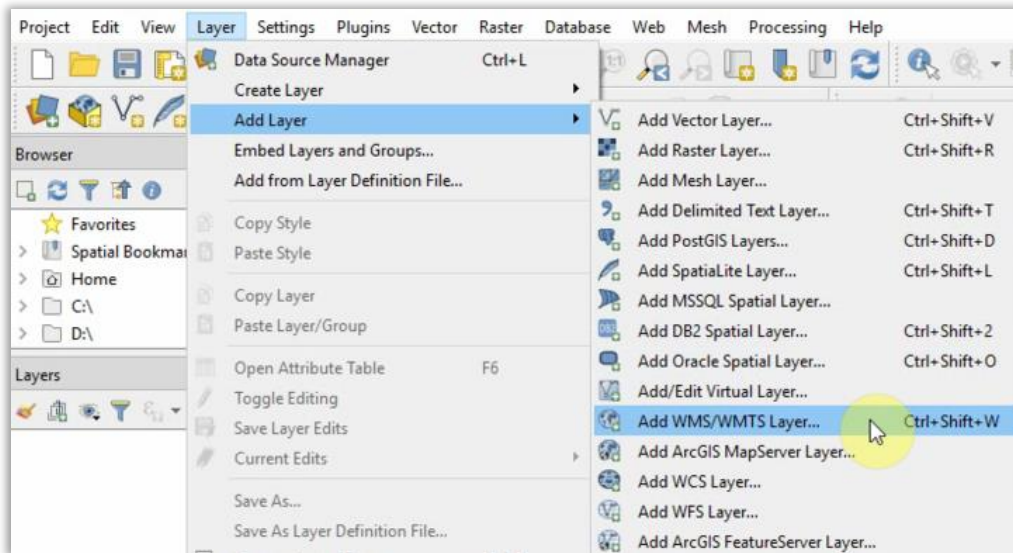 Project Edit View Layer Settings Plugins Vector Raster Database Web Mesh Processing Help
Data Source Manager Ctrl+L
Create Layer
Add Layer
Embed Layers and Groups...
Add from Layer Definition File...
Copy Style
Paste Style
Copy Layer
Paste Layer/Group
Open Attribute Table F6
Toggle Editing
Save Layer Edits
Current Edits
Save As...
Save As Layer Definition File...
Add Vector Layer... Ctrl+Shift+V
Add Raster Layer... Ctrl+Shift+R
Add Mesh Layer...
Add Delimited Text Layer... Ctrl+Shift+T
Add PostGIS Layers... Ctrl+Shift+D
Add SpatiaLite Layer... Ctrl+Shift+L
Add MSSQL Spatial Layer...
Add DB2 Spatial Layer... Ctrl+Shift+2
Add Oracle Spatial Layer... Ctrl+Shift+O
Add/Edit Virtual Layer...
Add WMS/WMTS Layer... Ctrl+Shift+W
Add ArcGIS MapServer Layer...
Add WCS Layer...
Add WFS Layer...
Add ArcGIS FeatureServer Layer...
Browser
Favorites
Spatial Bookmar
Home
C:\
D:\
Layers